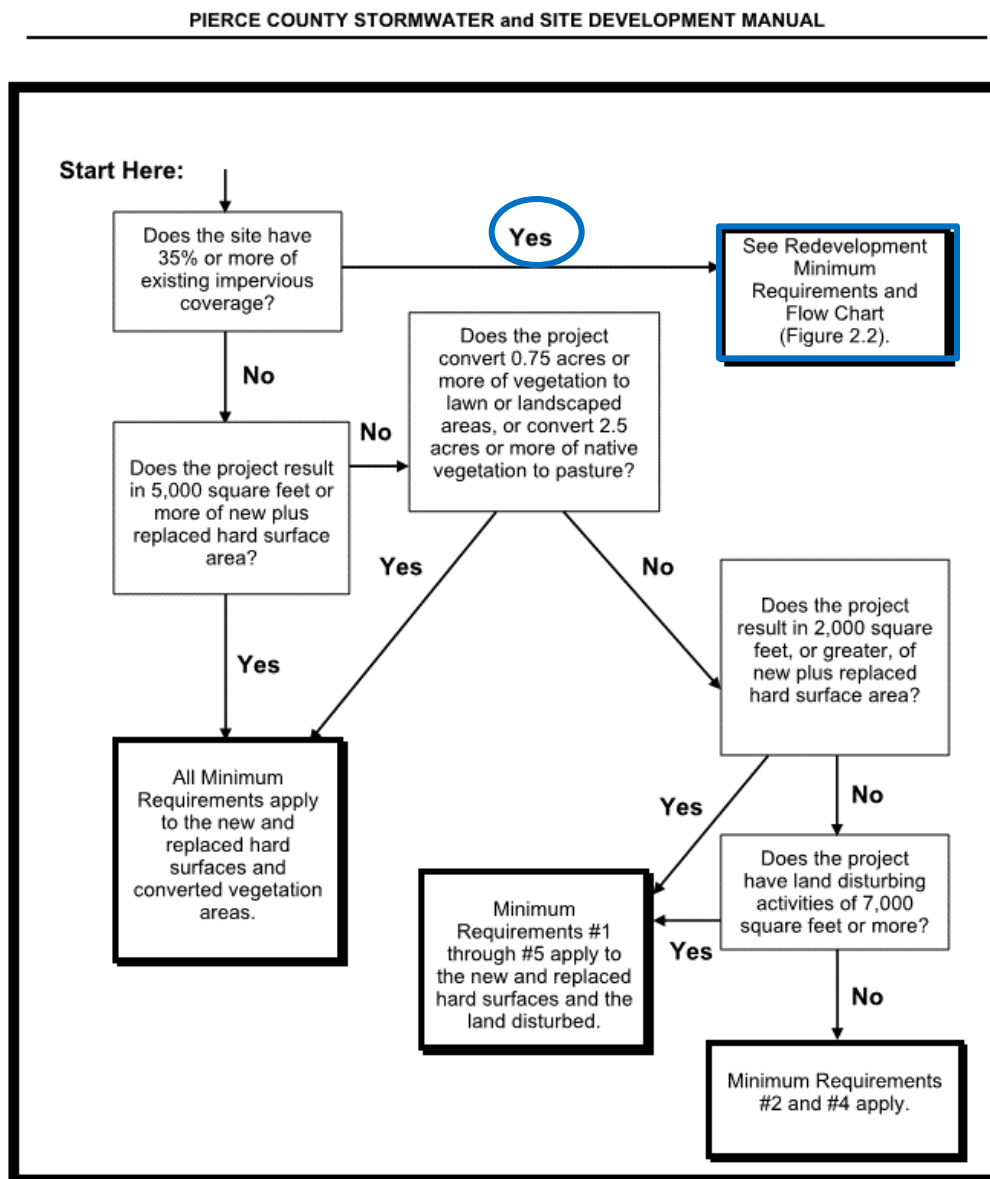 PIERCE COUNTY STORMWATER and SITE DEVELOPMENT MANUAL
Start Here:
Does the site have
35% or more of
existing impervious
coverage?
Yes
See Redevelopment
Minimum
Requirements and
Flow Chart
(Figure 2.2).
No
Does the project
convert 0.75 acres or
more of vegetation to
lawn or landscaped
areas, or convert 2.5
acres or more of native
vegetation to pasture?
No
Does the project result
in 5,000 square feet or
more of new plus
replaced hard surface
area?
Yes
No
Does the project
result in 2,000 square
feet, or greater, of
new plus replaced
hard surface area?
Yes
All Minimum
Requirements apply
to the new and
replaced hard
surfaces and
converted vegetation
areas.
Yes
No
Does the project
have land disturbing
activities of 7,000
square feet or more?
Minimum
Requirements #1
through #5 apply to
the new and replaced
hard surfaces and the
land disturbed.
Yes
No
Minimum Requirements
#2 and #4 apply.